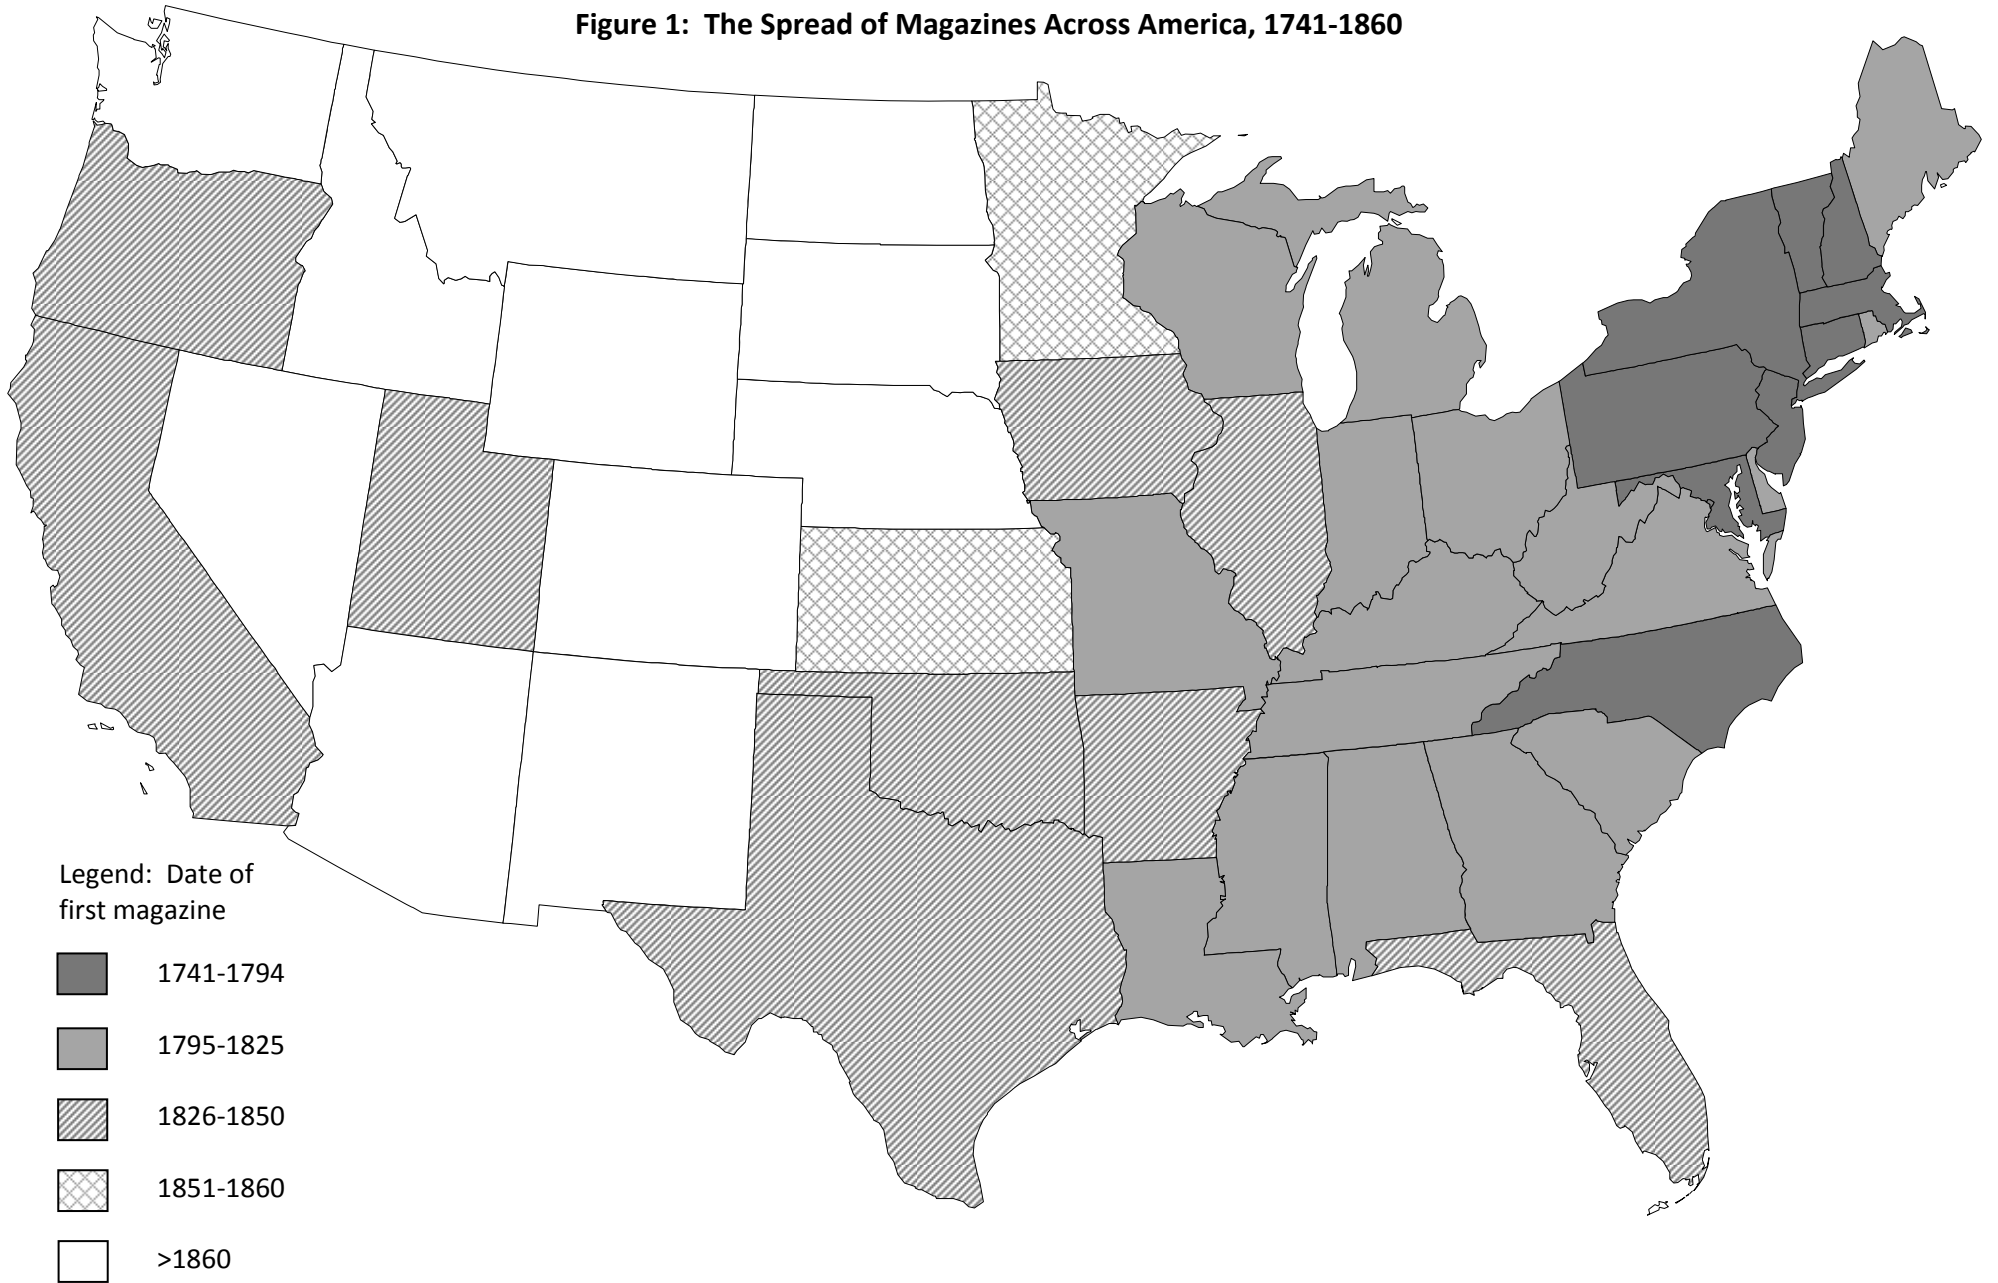 Figure 1:  The Spread of Magazines Across America, 1741-1860
Legend:  Date of
first magazine
1741-1794
1795-1825
1826-1850
1851-1860
>1860